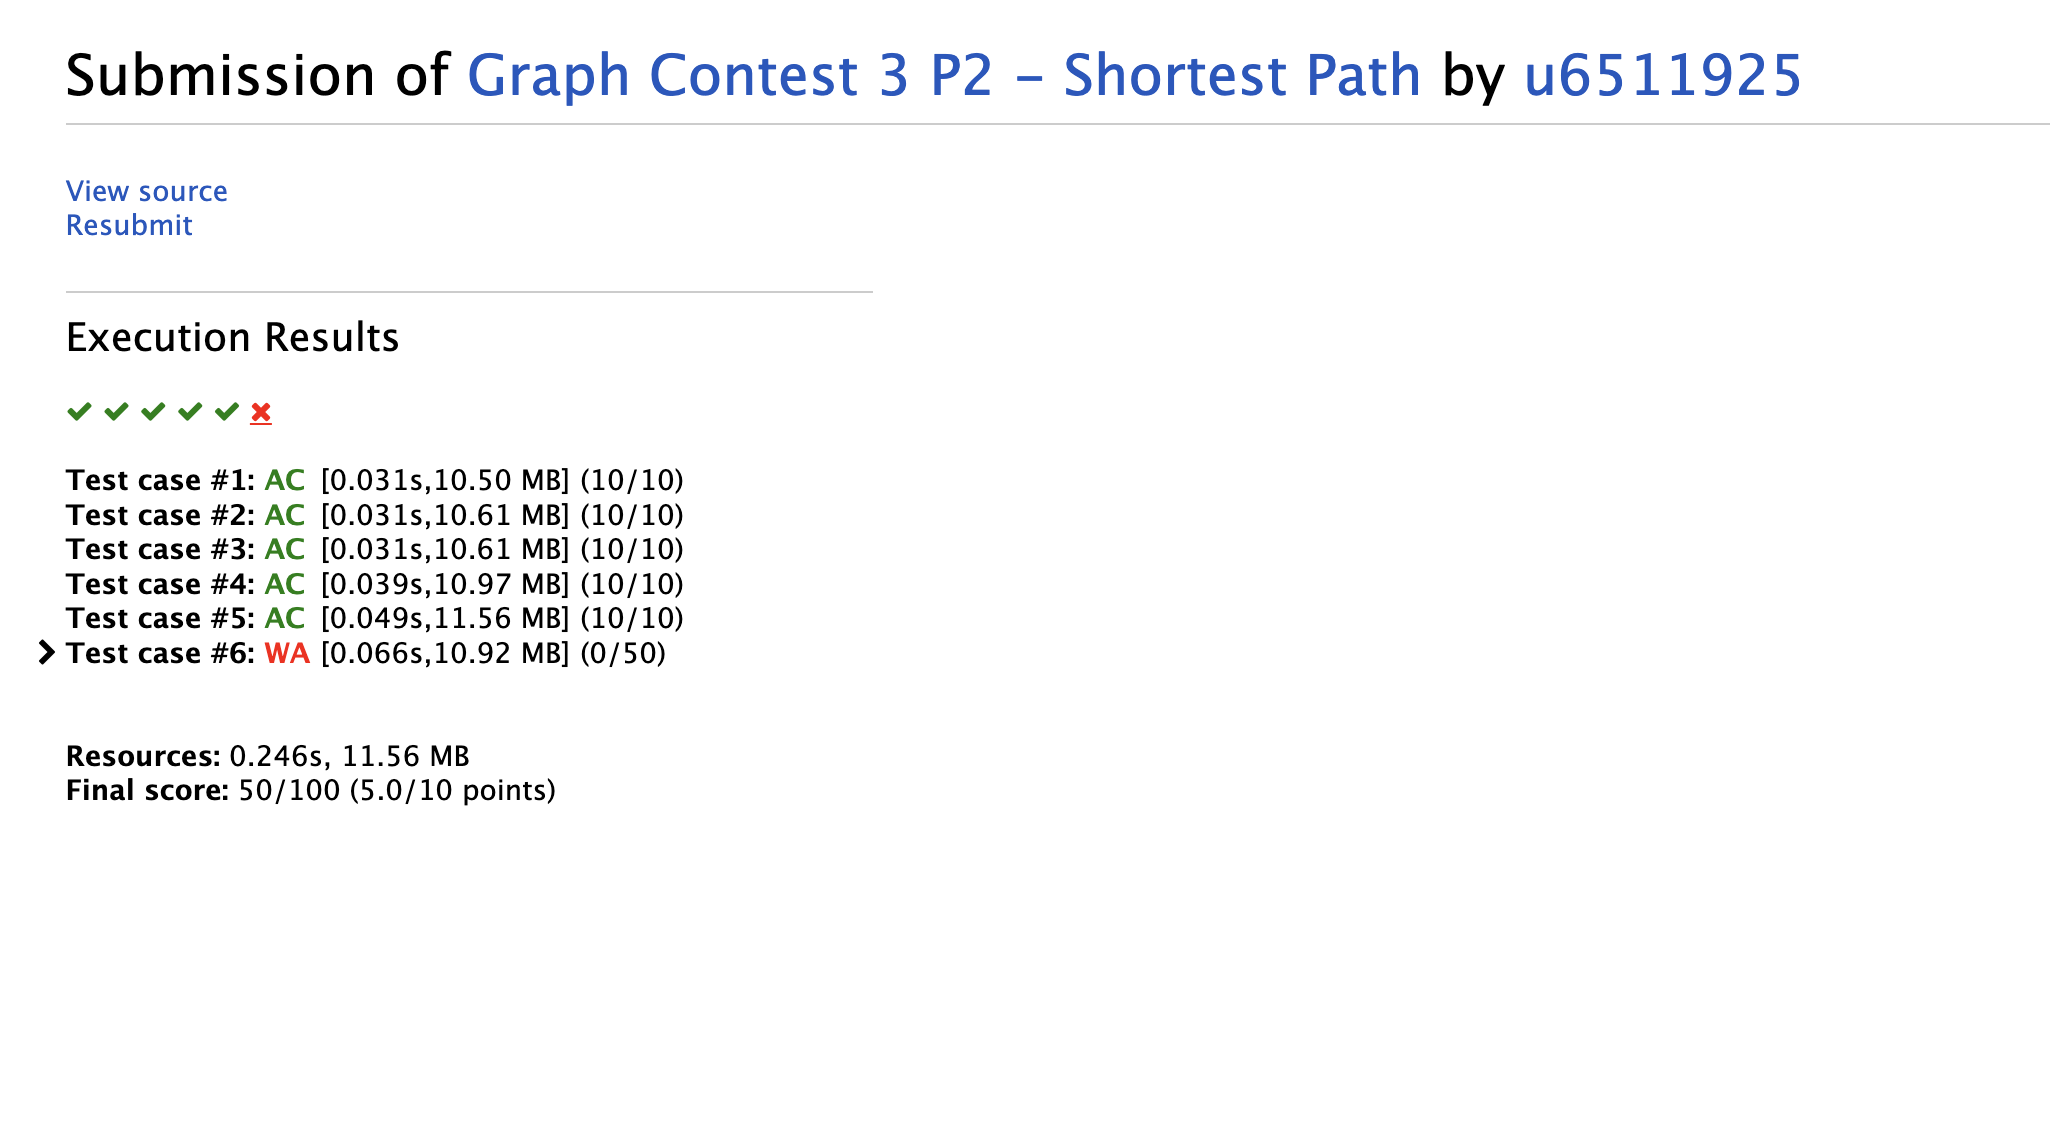 Submission of Graph Contest 3 P2 - Shortest Path by u6511925
View source
Resubmit
Execution Results
Test case #1: AC [0.031s,10.50 MB] (10/10)
Test case #2: AC [0.031s,10.61 MB] (10/10)
Test case #3: AC [0.031s,10.61 MB] (10/10)
Test case #4: AC [0.039s,10.97 MB] (10/10)
Test case #5: AC [0.049s,11.56 MB] (10/10)
Test case #6: WA [0.066s,10.92 MB] (0/50)
Resources: 0.246s, 11.56 MB
Final score: 50/100 (5.0/10 points)